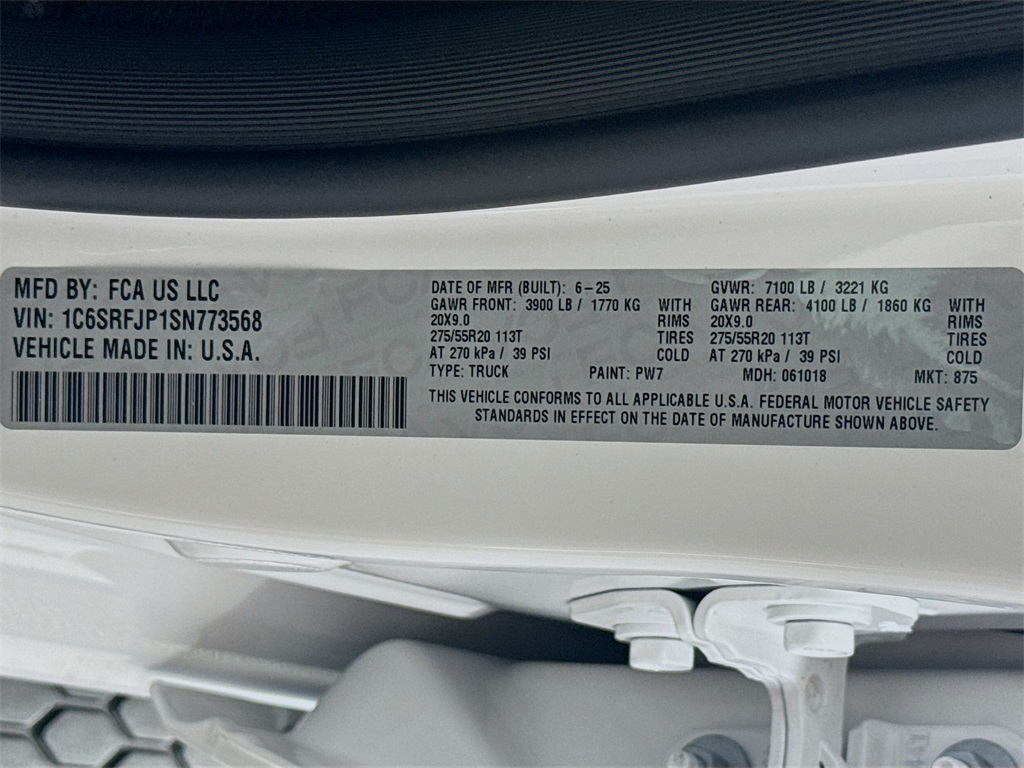 MFD BY: FCA US LLC
VIN: 1C6SRFJP1SN773568
VEHICLE MADE IN: U.S.A.
DATE OF MFR (BUILT): 6-25
GAWR FRONT: 3900 LB / 1770 KG WITH
20X9.0 RIMS
275/55R20 113T TIRES
AT 270 kPa / 39 PSI COLD
GVWR: 7100 LB / 3221 KG
GAWR REAR: 4100 LB / 1860 KG WITH
20X9.0 RIMS
275/55R20 113T TIRES
AT 270 kPa / 39 PSI COLD
TYPE: TRUCK PAINT: PW7 MDH: 061018 MKT: 875
THIS VEHICLE CONFORMS TO ALL APPLICABLE U.S.A. FEDERAL MOTOR VEHICLE SAFETY
STANDARDS IN EFFECT ON THE DATE OF MANUFACTURE SHOWN ABOVE.